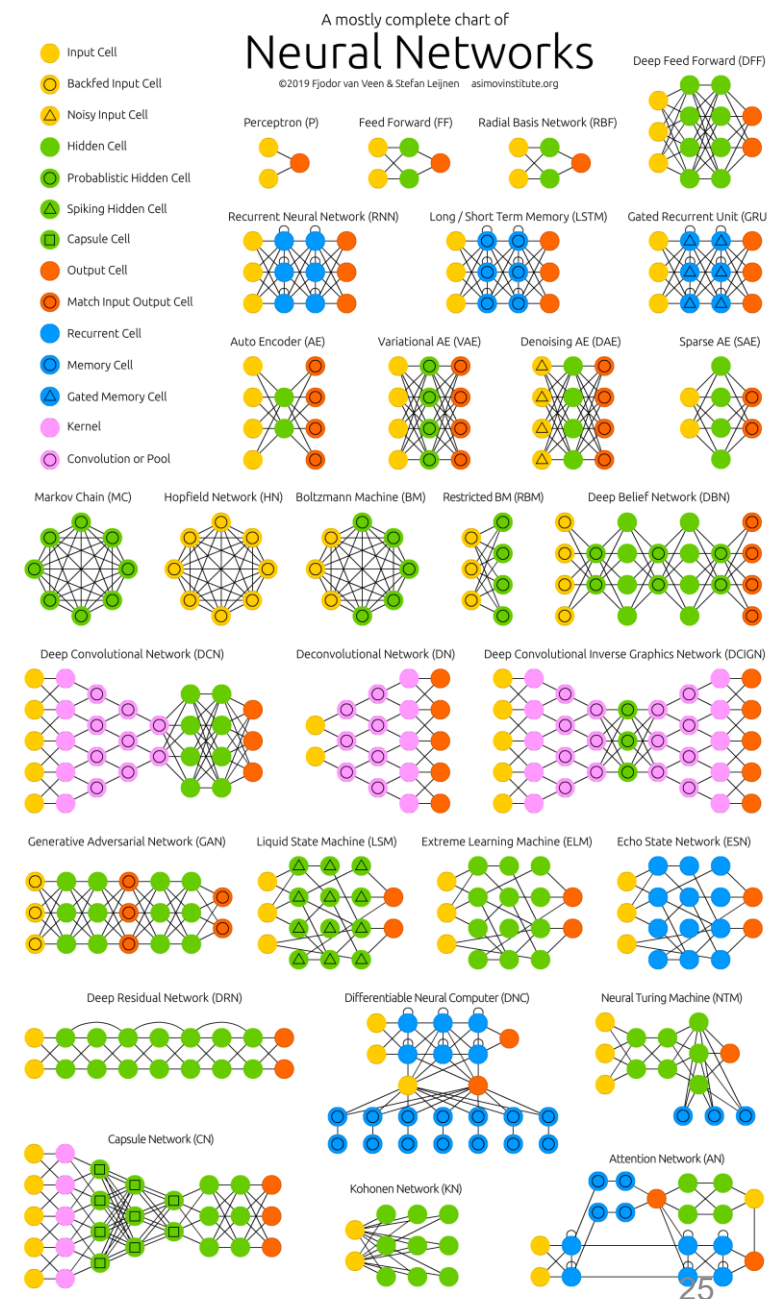 A mostly complete chart of
Neural Networks
©2019 Fjodor van Veen & Stefan Leijnen asimovinstitute.org
Input Cell
Backfed Input Cell
Noisy Input Cell
Hidden Cell
Probablistic Hidden Cell
Spiking Hidden Cell
Capsule Cell
Output Cell
Match Input Output Cell
Recurrent Cell
Memory Cell
Gated Memory Cell
Kernel
Convolution or Pool
Deep Feed Forward (DFF)
Perceptron (P)
Feed Forward (FF)
Radial Basis Network (RBF)
Recurrent Neural Network (RNN)
Long / Short Term Memory (LSTM)
Gated Recurrent Unit (GRU
Auto Encoder (AE)
Variational AE (VAE)
Denoising AE (DAE)
Sparse AE (SAE)
Markov Chain (MC)
Hopfield Network (HN)
Boltzmann Machine (BM)
Restricted BM (RBM)
Deep Belief Network (DBN)
Deep Convolutional Network (DCN)
Deconvolutional Network (DN)
Deep Convolutional Inverse Graphics Network (DCIGN)
Generative Adversarial Network (GAN)
Liquid State Machine (LSM)
Extreme Learning Machine (ELM)
Echo State Network (ESN)
Deep Residual Network (DRN)
Differentiable Neural Computer (DNC)
Neural Turing Machine (NTM)
Capsule Network (CN)
Kohonen Network (KN)
Attention Network (AN)
25